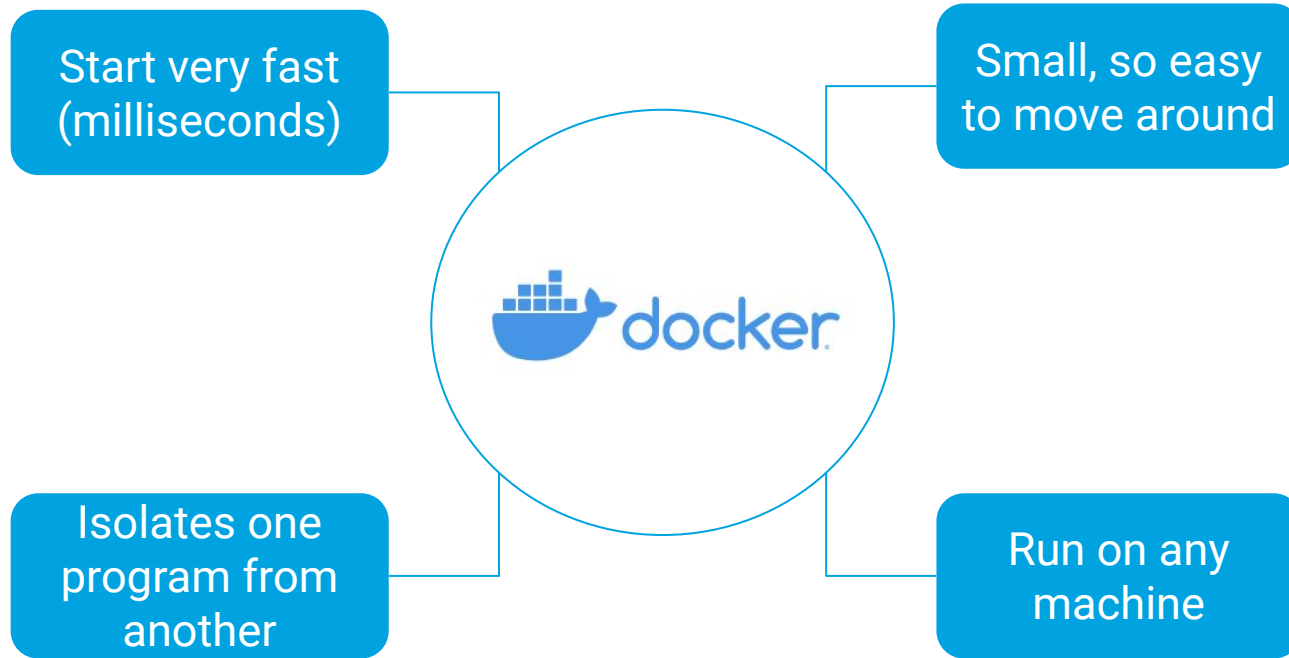 Start very fast
(milliseconds)
Small, so easy
to move around
docker
Isolates one
program from
another
Run on any
machine